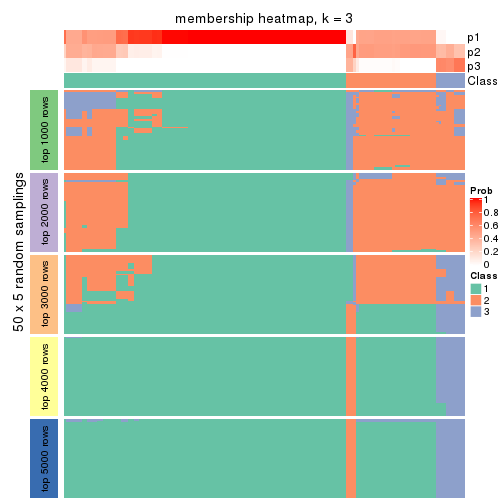 membership heatmap, k = 3
p1
p2
p3
Class
50 x 5 random samplings
top 1000 rows
top 2000 rows
top 3000 rows
top 4000 rows
top 5000 rows
Prob
1
0.8
0.6
0.4
0.2
0
Class
1
2
3